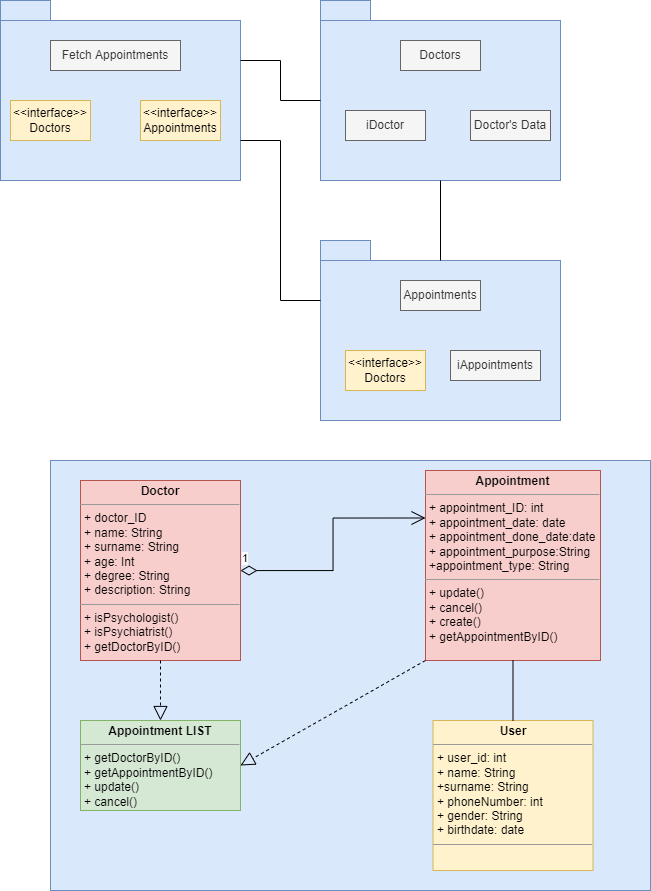 Fetch Appointments
<<interface>>
Doctors
<<interface>>
Appointments
Doctors
iDoctor
Doctor's Data
Appointments
<<interface>>
Doctors
iAppointments
Doctor
+ doctor_ID
+ name: String
+ surname: String
+ age: Int
+ degree: String
+ description: String
+ isPsychologist()
+ isPsychiatrist()
+ getDoctorByID()
1
Appointment
+ appointment_ID: int
+ appointment_date: date
+ appointment_done_date:date
+ appointment_purpose:String
+appointment_type: String
+ update()
+ cancel()
+ create()
+ getAppointmentByID()
Appointment LIST
+ getDoctorByID()
+ getAppointmentByID()
+ update()
+ cancel()
User
+ user_id: int
+ name: String
+surname: String
+ phoneNumber: int
+ gender: String
+ birthdate: date